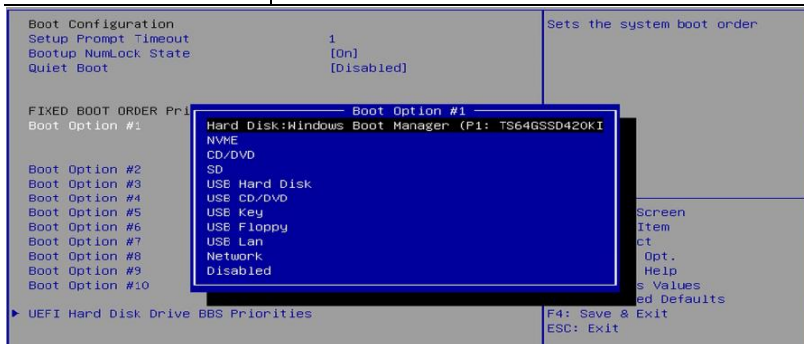 Boot Configuration
Setup Prompt Timeout 1
Bootup NumLock State [On]
Quiet Boot [Disabled]
Sets the system boot order
FIXED BOOT ORDER Pri
Boot Option #1
Boot Option #1
Hard Disk:Windows Boot Manager (P1: TS64GSSD420KI
NVME
CD/DVD
SD
USB Hard Disk
USB CD/DVD
USB Key
USB Floppy
USB Lan
Network
Disabled
Boot Option #2
Boot Option #3
Boot Option #4
Boot Option #5
Boot Option #6
Boot Option #7
Boot Option #8
Boot Option #9
Boot Option #10
UEFI Hard Disk Drive BBS Priorities
Screen
Item
ct
Opt.
Help
s Values
ed Defaults
F4: Save & Exit
ESC: Exit